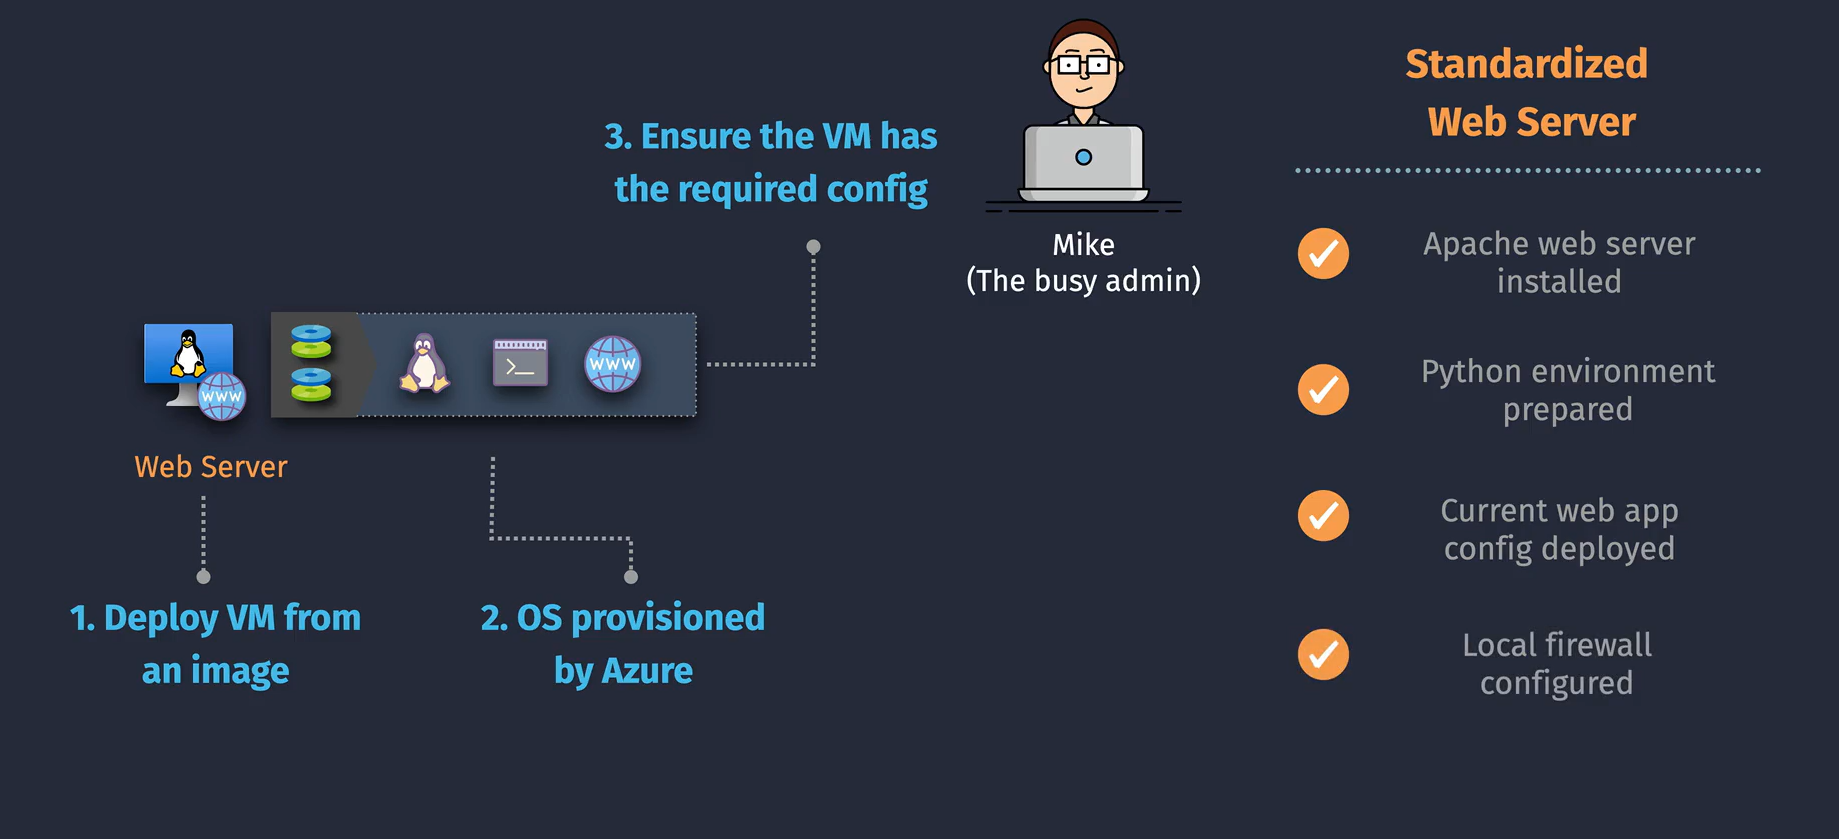 3. Ensure the VM has
the required config
Mike
(The busy admin)
WWW
>_
WWW
Web Server
1. Deploy VM from
an image
2. OS provisioned
by Azure
Standardized
Web Server
Apache web server
installed
Python environment
prepared
Current web app
config deployed
Local firewall
configured